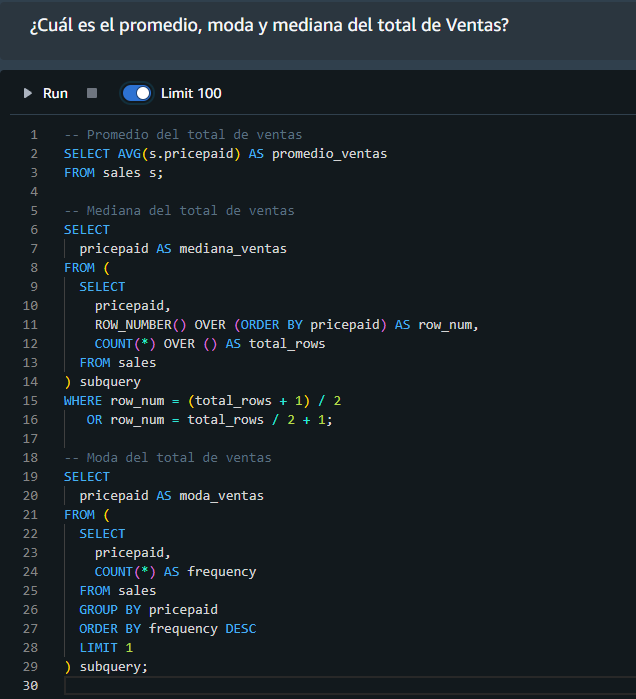 ¿Cuál es el promedio, moda y mediana del total de Ventas?
Run Limit 100
1 -- Promedio del total de ventas
2 SELECT AVG(s.pricepaid) AS promedio_ventas
3 FROM sales s;
4
5 -- Mediana del total de ventas
6 SELECT
7 pricepaid AS mediana_ventas
8 FROM (
9 SELECT
10 pricepaid,
11 ROW_NUMBER() OVER (ORDER BY pricepaid) AS row_num,
12 COUNT(*) OVER () AS total_rows
13 FROM sales
14 ) subquery
15 WHERE row_num = (total_rows + 1) / 2
16 OR row_num = total_rows / 2 + 1;
17
18 -- Moda del total de ventas
19 SELECT
20 pricepaid AS moda_ventas
21 FROM (
22 SELECT
23 pricepaid,
24 COUNT(*) AS frequency
25 FROM sales
26 GROUP BY pricepaid
27 ORDER BY frequency DESC
28 LIMIT 1
29 ) subquery;
30